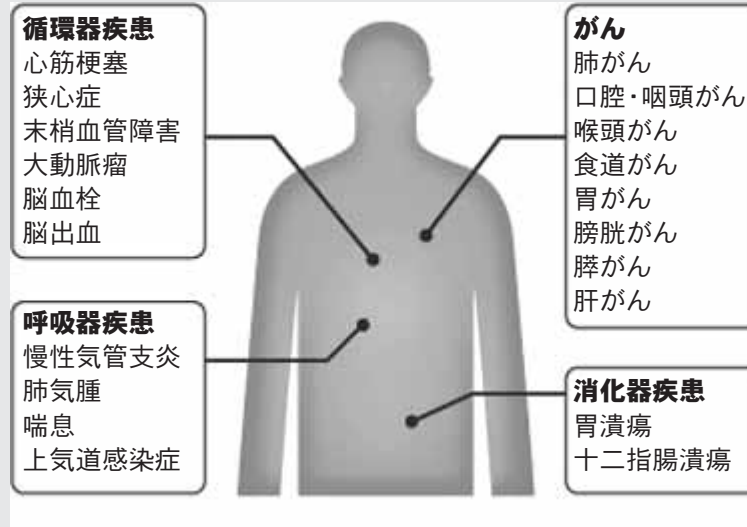 循環器疾患
心筋梗塞
狭心症
末梢血管障害
大動脈瘤
脳血栓
脳出血
呼吸器疾患
慢性気管支炎
肺気腫
喘息
上気道感染症
がん
肺がん
口腔・咽頭がん
喉頭がん
食道がん
胃がん
膀胱がん
膵がん
肝がん
消化器疾患
胃潰瘍
十二指腸潰瘍